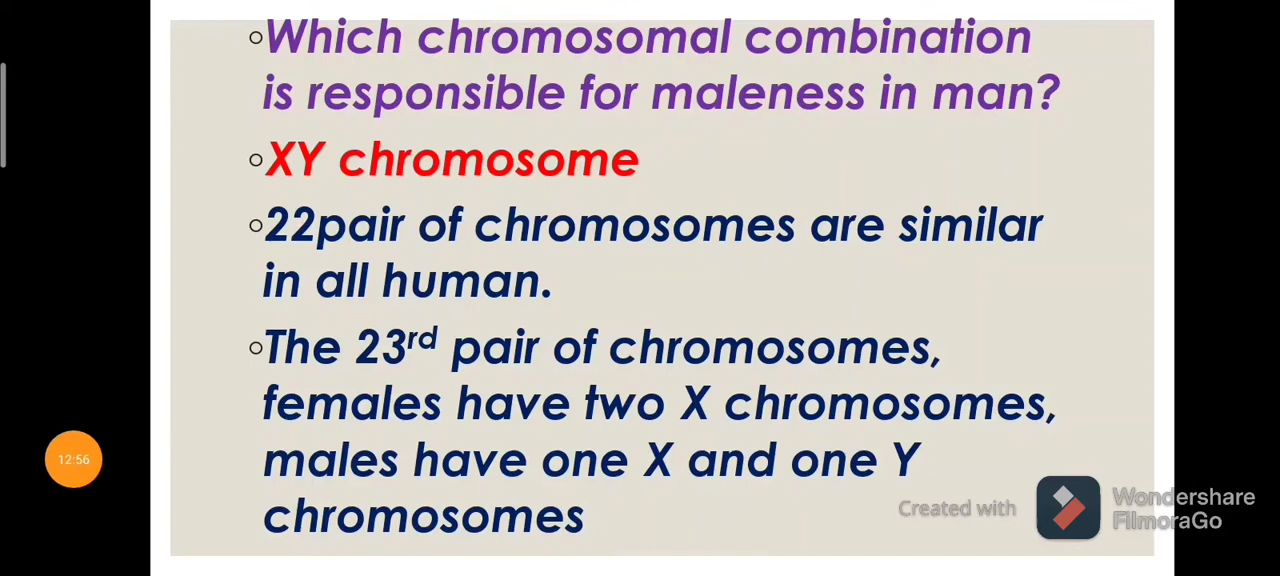 Which chromosomal combination
is responsible for maleness in man?
XY chromosome
22pair of chromosomes are similar
in all human.
The 23rd pair of chromosomes,
females have two X chromosomes,
males have one X and one Y
chromosomes
12:56
Created with
Wondershare
FilmoraGo